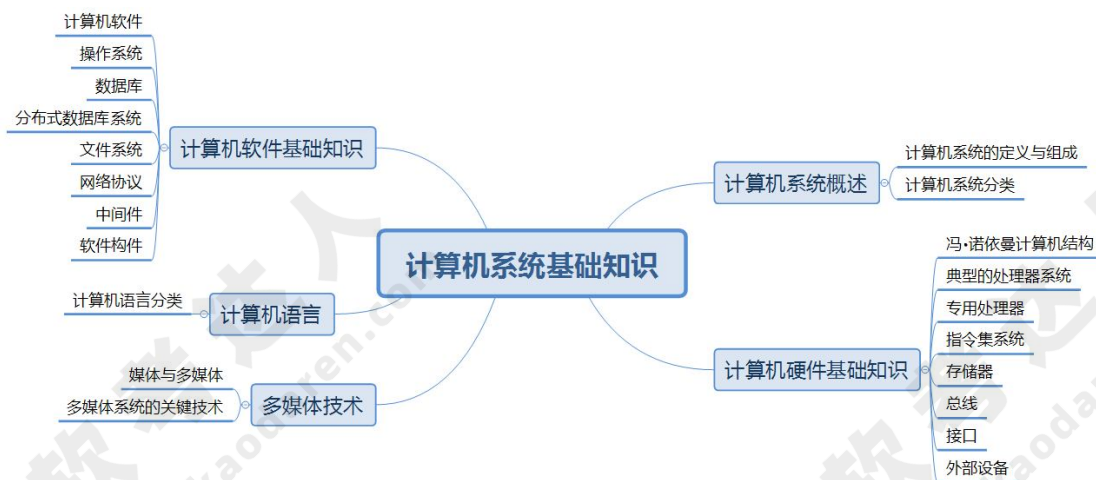 计算机系统基础知识
计算机软件基础知识
计算机软件
操作系统
数据库
分布式数据库系统
文件系统
网络协议
中间件
软件构件
计算机语言
计算机语言分类
多媒体技术
媒体与多媒体
多媒体系统的关键技术
计算机系统概述
计算机系统的定义与组成
计算机系统分类
计算机硬件基础知识
冯•诺依曼计算机结构
典型的处理器系统
专用处理器
指令集系统
存储器
总线
接口
外部设备
软考达人